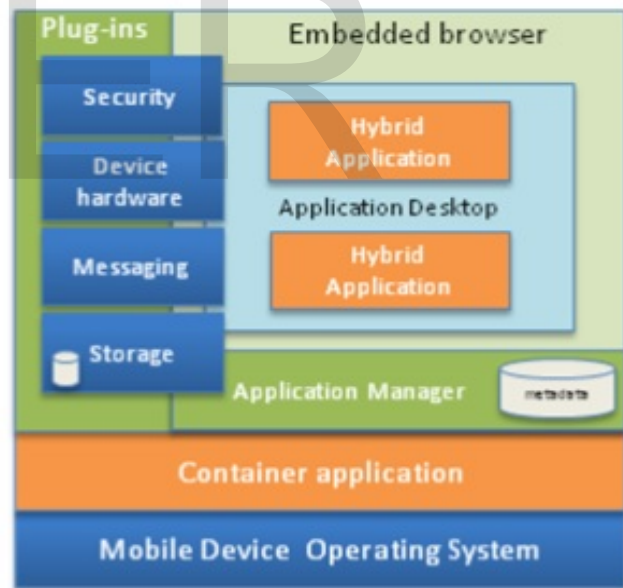 Plug-ins
Embedded browser
Security
Hybrid
Application
Device
hardware
Application Desktop
Messaging
Hybrid
Application
Storage
Application Manager
metadata
Container application
Mobile Device Operating System
ER